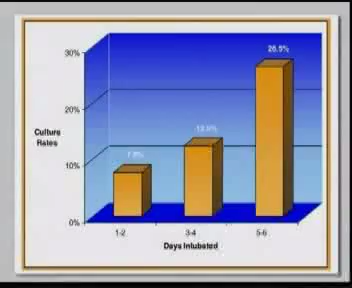 30%
26.5%
20%
Culture
Rates
10%
0%
1-2
3-4
5-6
Days Intubated